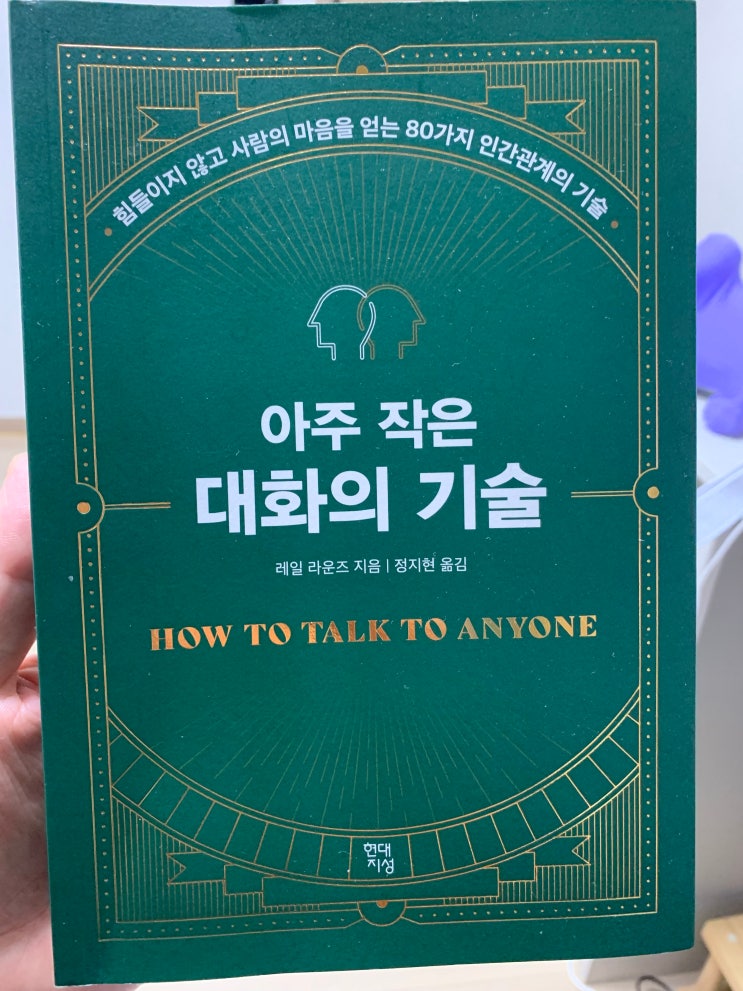 힘들이지 않고 사람의 마음을 얻는 80가지 인간관계의 기술
아주 작은
대화의 기술
레일 라운즈 지음 | 정지현 옮김
HOW TO TALK TO ANYONE
현대
지성